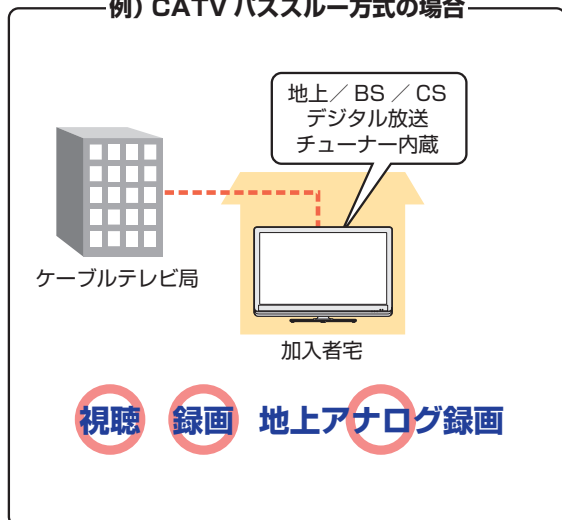 例）CATV パススルー方式の場合
地上／ BS ／ CS
デジタル放送
チューナー内蔵
ケーブルテレビ局
加入者宅
視聴 録画 地上アナログ録画